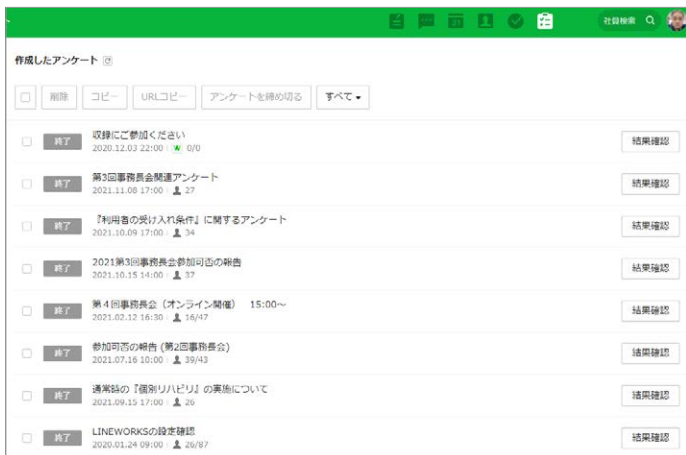 31
社員検索
作成したアンケート
削除 コピー URLコピー アンケートを締め切る すべて
終了 収録にご参加ください 結果確認
2020.12.03 22:00 W 0/0
終了 第3回事務長会関連アンケート 結果確認
2021.11.08 17:00 27
終了 『利用者の受け入れ条件』に関するアンケート 結果確認
2021.10.09 17:00 34
終了 2021第3回事務長会参加可否の報告 結果確認
2021.10.15 14:00 37
終了 第4回事務長会（オンライン開催） 15:00～ 結果確認
2021.02.12 16:30 16/47
終了 参加可否の報告 (第2回事務長会) 結果確認
2021.07.16 10:00 39/43
終了 通常時の『個別リハビリ』の実施について 結果確認
2021.09.15 17:00 26
終了 LINEWORKSの設定確認 結果確認
2020.01.24 09:00 26/87